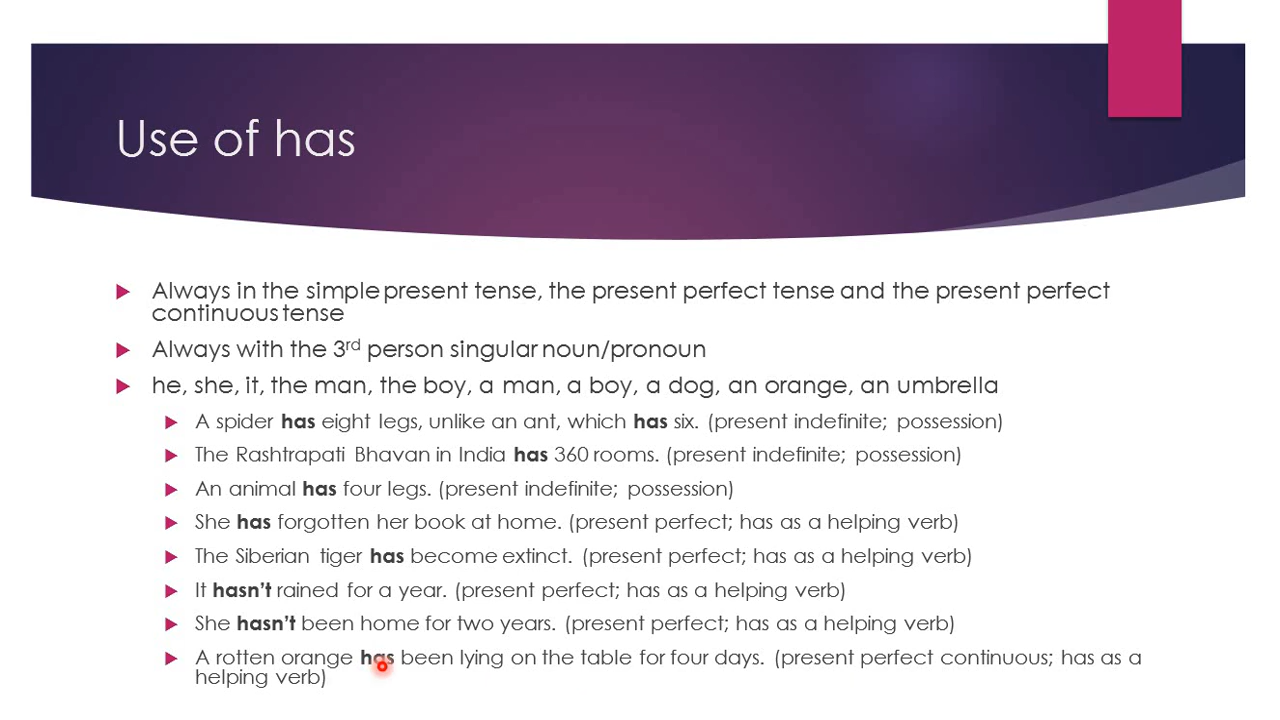 Use of has
Always in the simple present tense, the present perfect tense and the present perfect
continuous tense
Always with the 3rd person singular noun/pronoun
he, she, it, the man, the boy, a man, a boy, a dog, an orange, an umbrella
A spider has eight legs, unlike an ant, which has six. (present indefinite; possession)
The Rashtrapati Bhavan in India has 360 rooms. (present indefinite; possession)
An animal has four legs. (present indefinite; possession)
She has forgotten her book at home. (present perfect; has as a helping verb)
The Siberian tiger has become extinct. (present perfect; has as a helping verb)
It hasn't rained for a year. (present perfect; has as a helping verb)
She hasn't been home for two years. (present perfect; has as a helping verb)
A rotten orange has been lying on the table for four days. (present perfect continuous; has as a
helping verb)